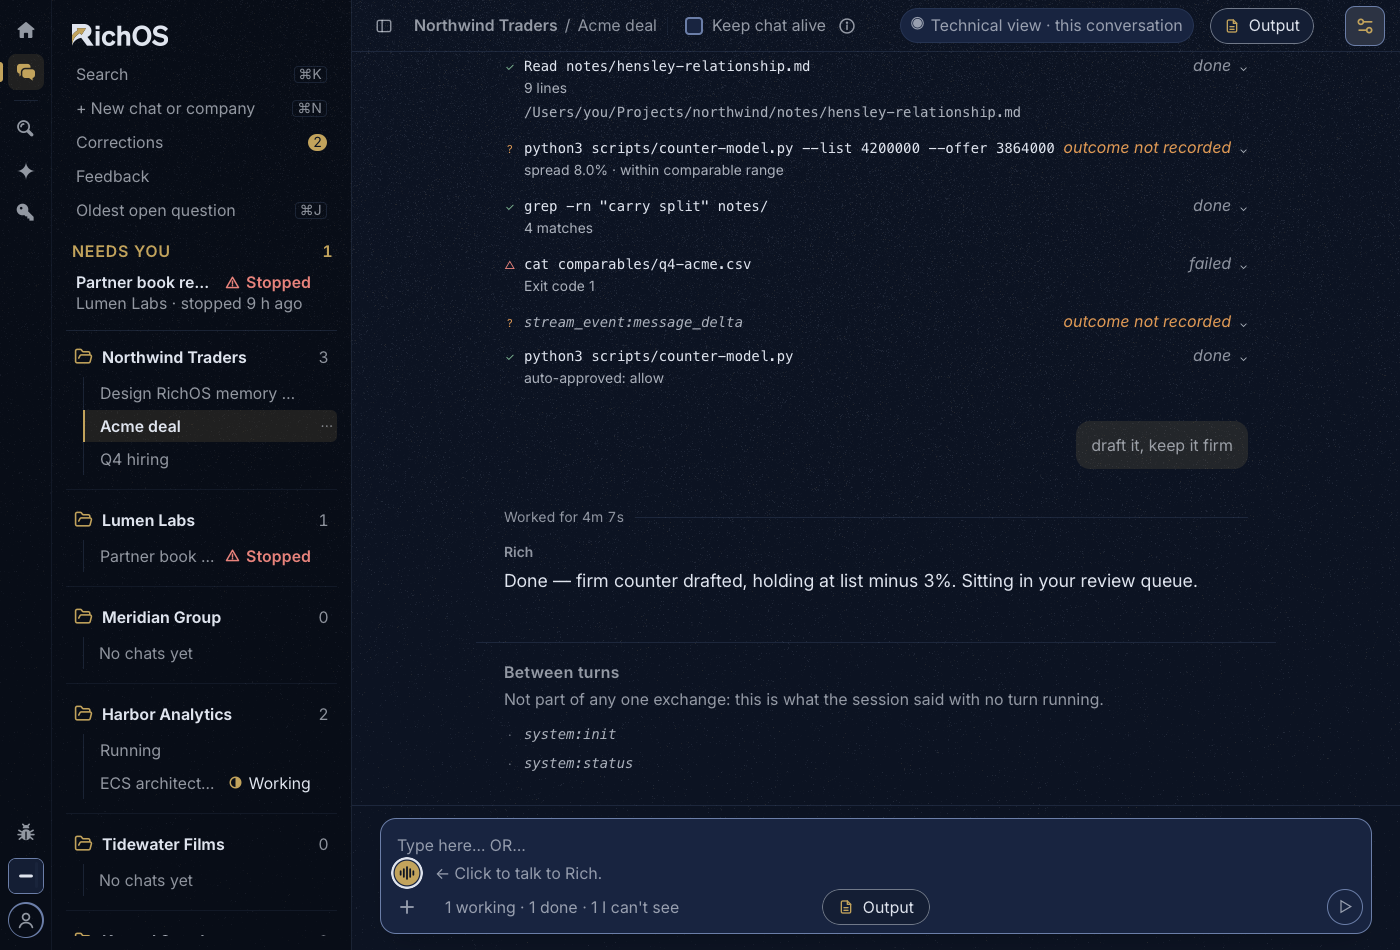 RichOS
Search ⌘K
+ New chat or company ⌘N
Corrections 2
Feedback
Oldest open question ⌘J
NEEDS YOU 1
Partner book re... Stopped
Lumen Labs · stopped 9 h ago
Northwind Traders 3
Design RichOS memory ...
Acme deal ...
Q4 hiring
Lumen Labs 1
Partner book ... Stopped
Meridian Group 0
No chats yet
Harbor Analytics 2
Running
ECS architect... Working
Tidewater Films 0
No chats yet
Northwind Traders / Acme deal
Keep chat alive
Technical view · this conversation
Output
Read notes/hensley-relationship.md done
9 lines
/Users/you/Projects/northwind/notes/hensley-relationship.md
? python3 scripts/counter-model.py --list 4200000 --offer 3864000 outcome not recorded
spread 8.0% · within comparable range
grep -rn "carry split" notes/ done
4 matches
cat comparables/q4-acme.csv failed
Exit code 1
? stream_event:message_delta outcome not recorded
python3 scripts/counter-model.py done
auto-approved: allow
draft it, keep it firm
Worked for 4m 7s
Rich
Done — firm counter drafted, holding at list minus 3%. Sitting in your review queue.
Between turns
Not part of any one exchange: this is what the session said with no turn running.
· system:init
· system:status
Type here... OR...
← Click to talk to Rich.
1 working · 1 done · 1 I can't see
Output